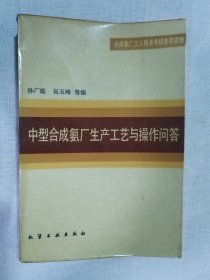 合成氨厂工人技术考核参考读物
孙广庭 吴玉峰 等编
中型合成氨厂生产工艺与操作问答
化学工业出版社